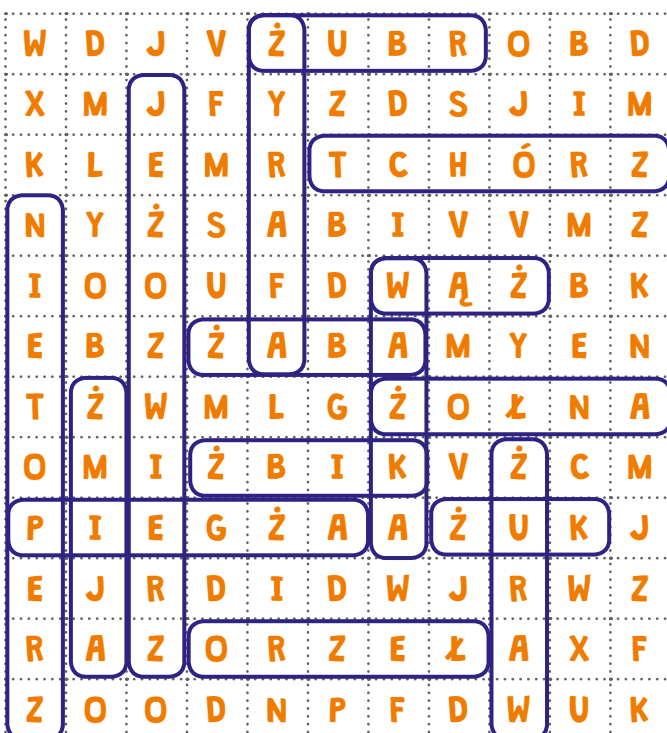 W D J V Ż U B R O B D
X M J F Y Z D S J I M
K L E M R T C H Ó R Z
N Y Ż S A B I V V M Z
I O O U F D W Ą Ż B K
E B Z Ż A B A M Y E N
T Ż W M L G Ż O Ł N A
O M I Ż B I K V Ż C M
P I E G Ż A A Ż U K J
E J R D I D W J R W Z
R A Z O R Z E Ł A X F
Z O O D N P F D W U K